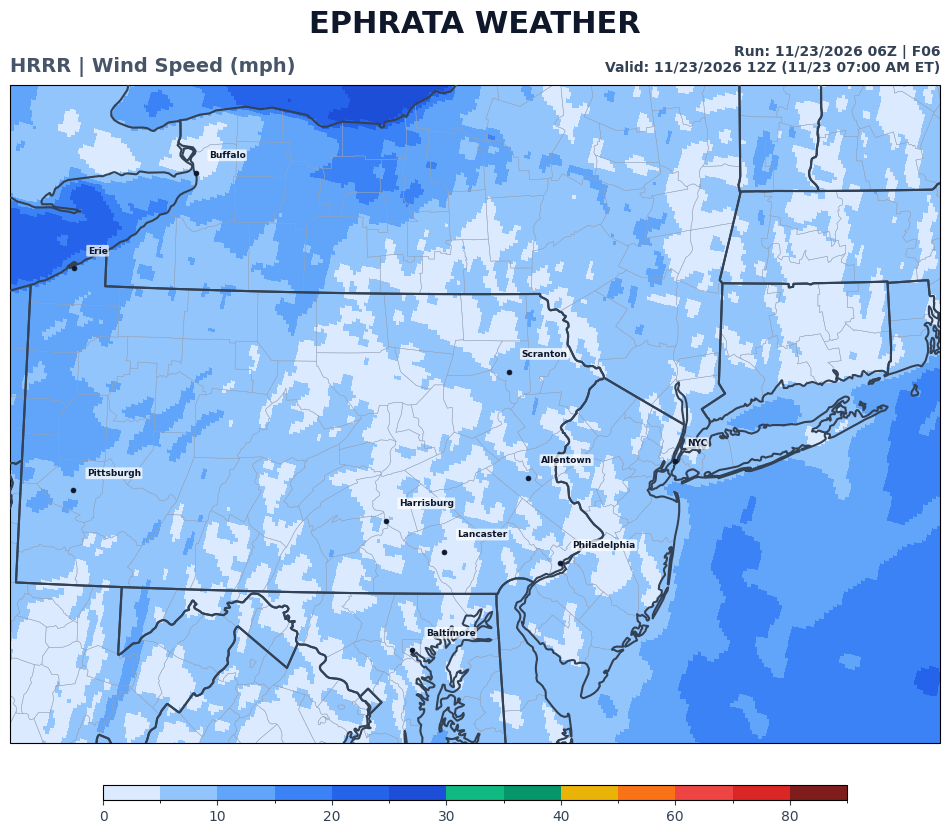 EPHRATA WEATHER
HRRR | Wind Speed (mph)
Run: 11/23/2026 06Z | F06
Valid: 11/23/2026 12Z (11/23 07:00 AM ET)
Buffalo
Erie
Scranton
NYC
Allentown
Pittsburgh
Harrisburg
Lancaster
Philadelphia
Baltimore
0 10 20 30 40 50 60 70 80